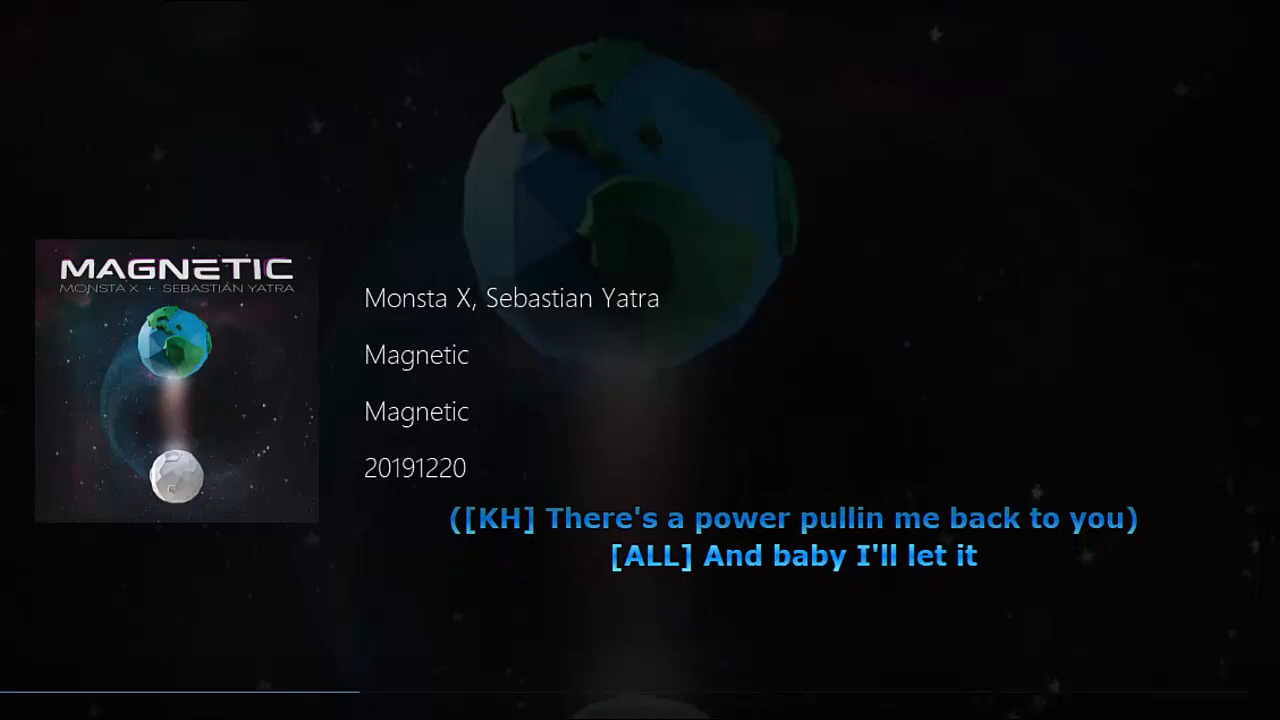 MAGNETIC
MONSTA X + SEBASTIÁN YATRA
Monsta X, Sebastian Yatra
Magnetic
Magnetic
20191220
([KH] There's a power pullin me back to you)
[ALL] And baby I'll let it